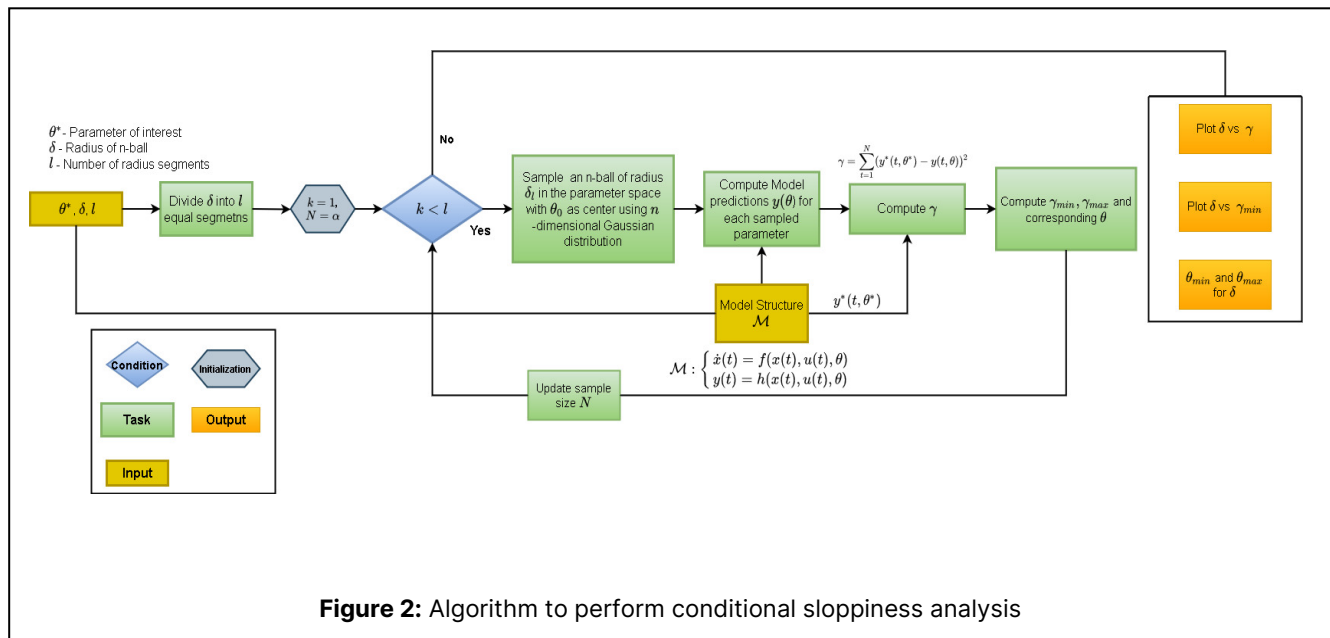 θ* - Parameter of interest
δ - Radius of n-ball
l - Number of radius segments
θ*, δ, l
Divide δ into l
equal segmetns
k = 1,
N = α
k < l
No
Yes
Sample an n-ball of radius
δ_l in the parameter space
with θ_0 as center using n
-dimensional Gaussian
distribution
Compute Model
predictions y(θ) for
each sampled
parameter
γ = ∑_{t=1}^{N} (y*(t, θ*) − y(t, θ))²
Compute γ
Compute γ_min, γ_max and
corresponding θ
Plot δ vs γ
Plot δ vs γ_min
θ_min and θ_max
for δ
Model Structure
M
y*(t, θ*)
M : { ẋ(t) = f(x(t), u(t), θ)
y(t) = h(x(t), u(t), θ)
Update sample
size N
Condition
Initialization
Task
Output
Input
Figure 2: Algorithm to perform conditional sloppiness analysis